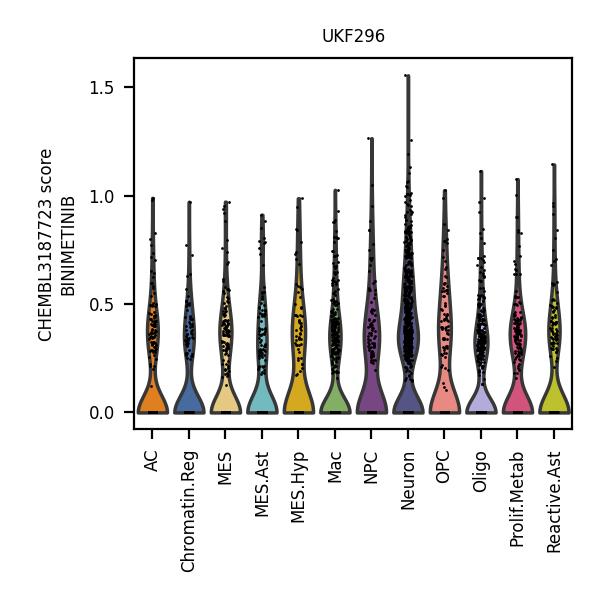 UKF296
CHEMBL3187723 score
BINIMETINIB
1.5
1.0
0.5
0.0
AC
Chromatin.Reg
MES
MES.Ast
MES.Hyp
Mac
NPC
Neuron
OPC
Oligo
Prolif.Metab
Reactive.Ast